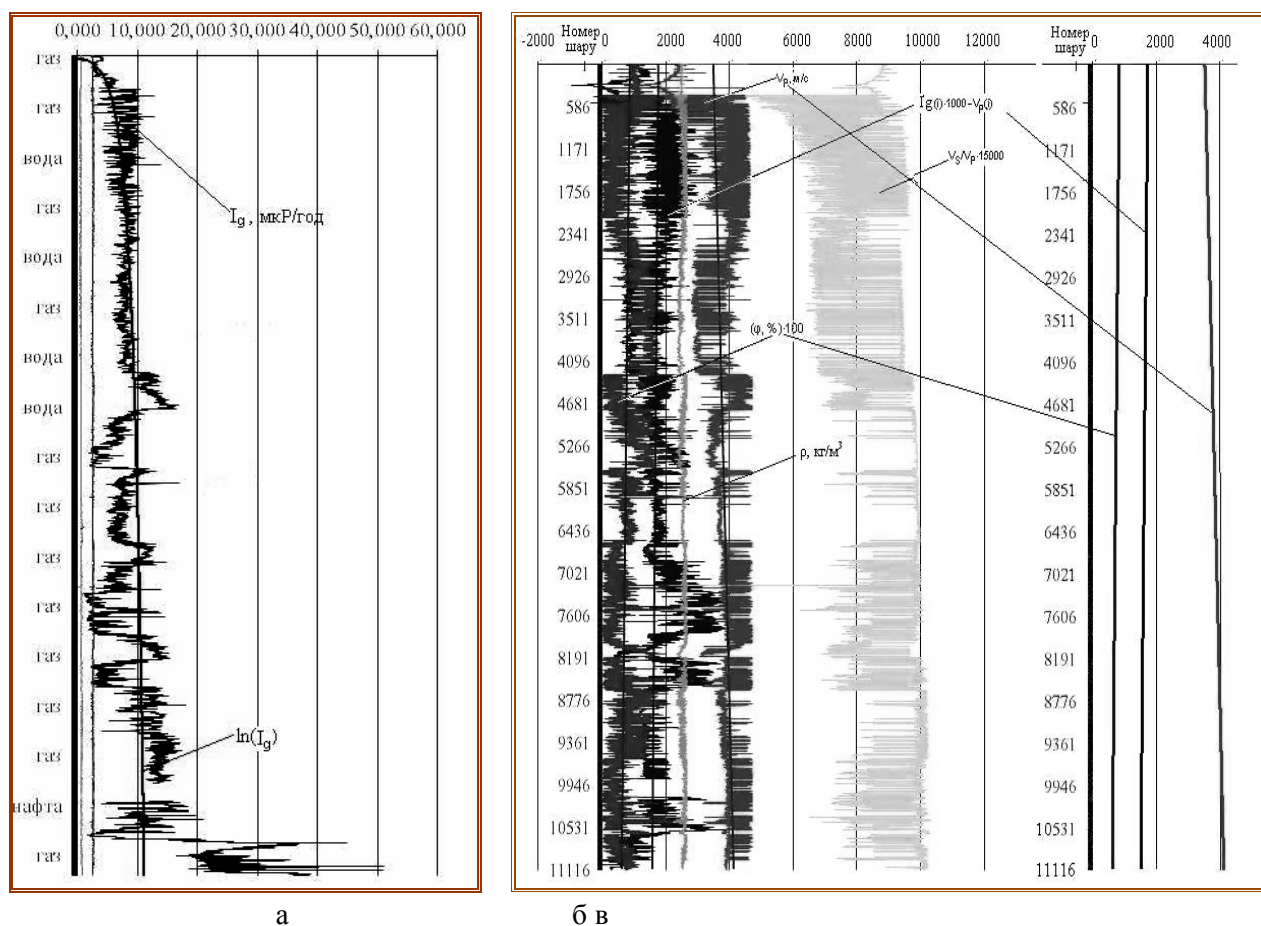 0,000 10,000 20,000 30,000 40,000 50,000 60,000
газ
газ
вода
газ
вода
газ
вода
вода
газ
газ
газ
газ
газ
газ
газ
нафта
газ
Ig, мкР/год
ln(Ig)
Номер шару
-2000 0 2000 4000 6000 8000 10000 12000
586
1171
1756
2341
2926
3511
4096
4681
5266
5851
6436
7021
7606
8191
8776
9361
9946
10531
11116
Vp, м/с
Ig(i)·1000-Vp(i)
VS/VP·15000
(φ, %)·100
ρ, кг/м³
Номер шару
0 2000 4000
586
1171
1756
2341
2926
3511
4096
4681
5266
5851
6436
7021
7606
8191
8776
9361
9946
10531
11116
а
б в